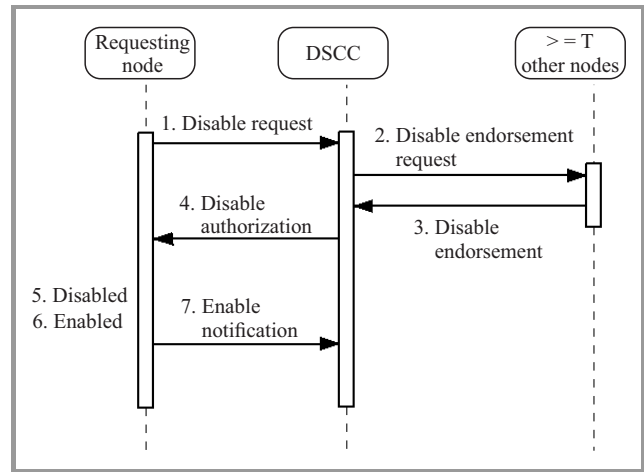 Requesting
node
DSCC
> = T
other nodes
1. Disable request
2. Disable endorsement
request
3. Disable
endorsement
4. Disable
authorization
5. Disabled
6. Enabled
7. Enable
notification